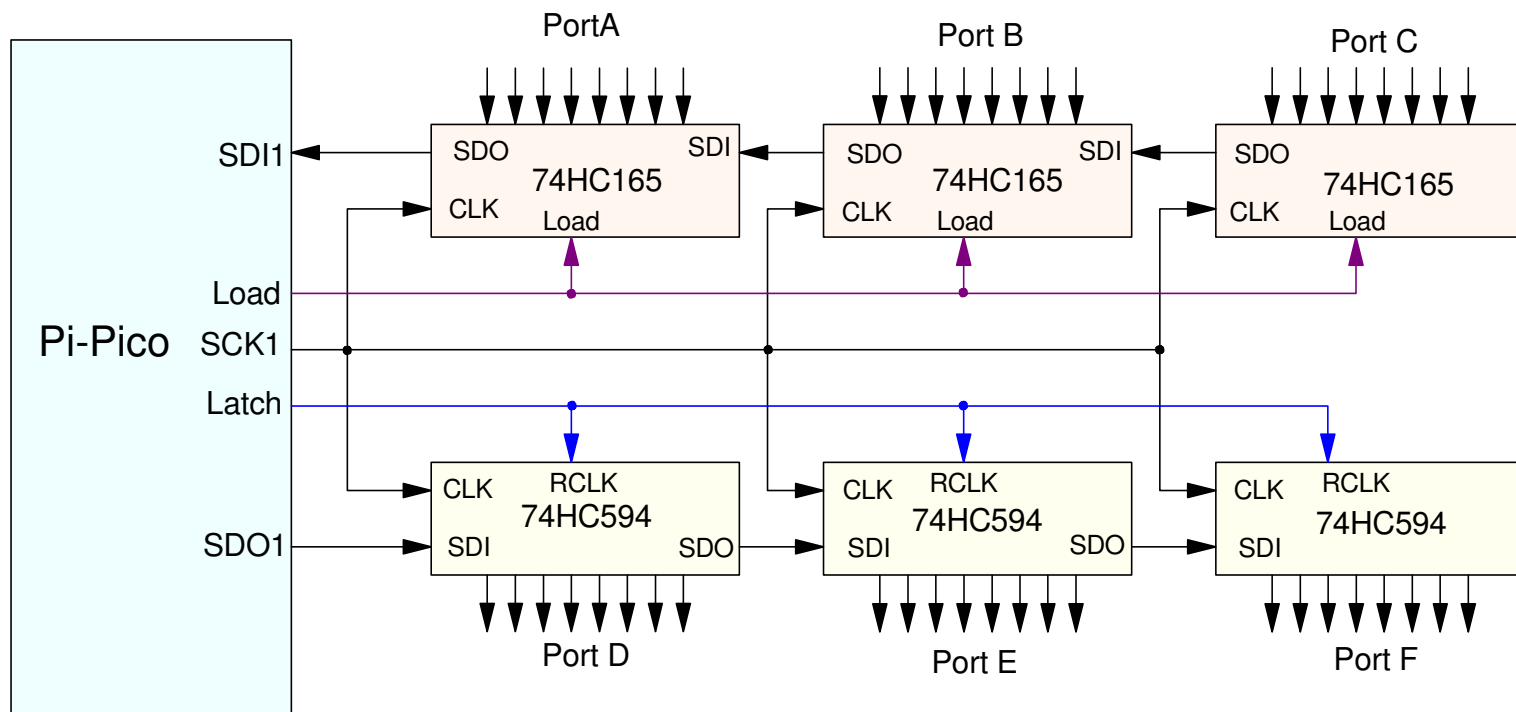 PortA
Port B
Port C
SDI1
SDO
SDI
74HC165
CLK
Load
SDO
SDI
74HC165
CLK
Load
SDO
74HC165
CLK
Load
Load
Pi-Pico
SCK1
Latch
CLK
RCLK
74HC594
SDI
SDO
CLK
RCLK
74HC594
SDI
SDO
CLK
RCLK
74HC594
SDI
SDO1
Port D
Port E
Port F